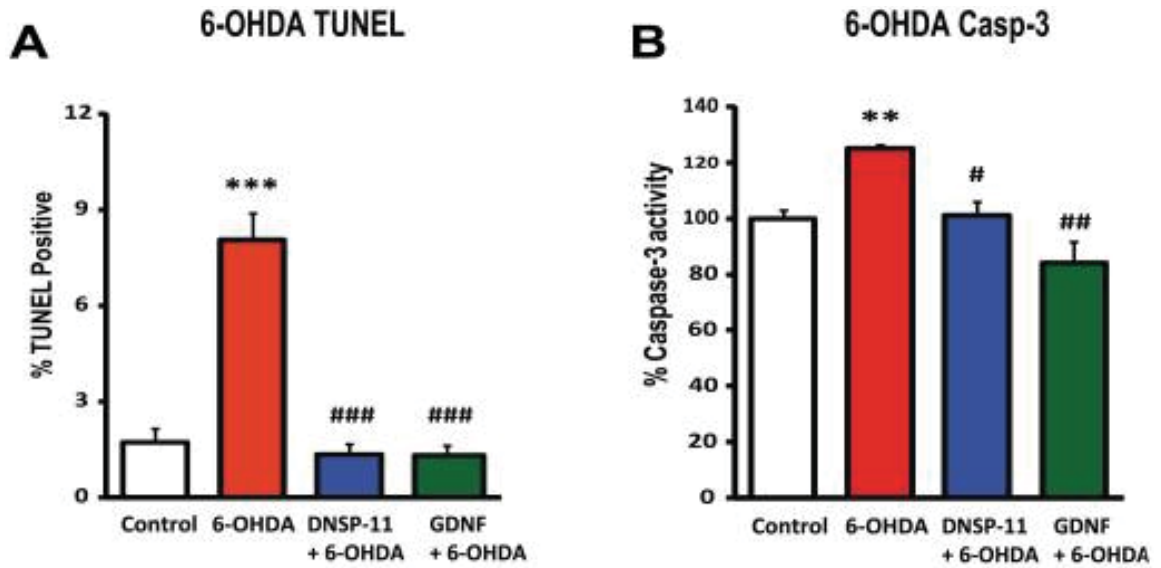 A
6-OHDA TUNEL
% TUNEL Positive
12
9
6
3
0
***
###
###
Control
6-OHDA
DNSP-11
+ 6-OHDA
GDNF
+ 6-OHDA
B
6-OHDA Casp-3
% Caspase-3 activity
140
120
100
80
60
40
20
0
**
#
##
Control
6-OHDA
DNSP-11
+ 6-OHDA
GDNF
+ 6-OHDA